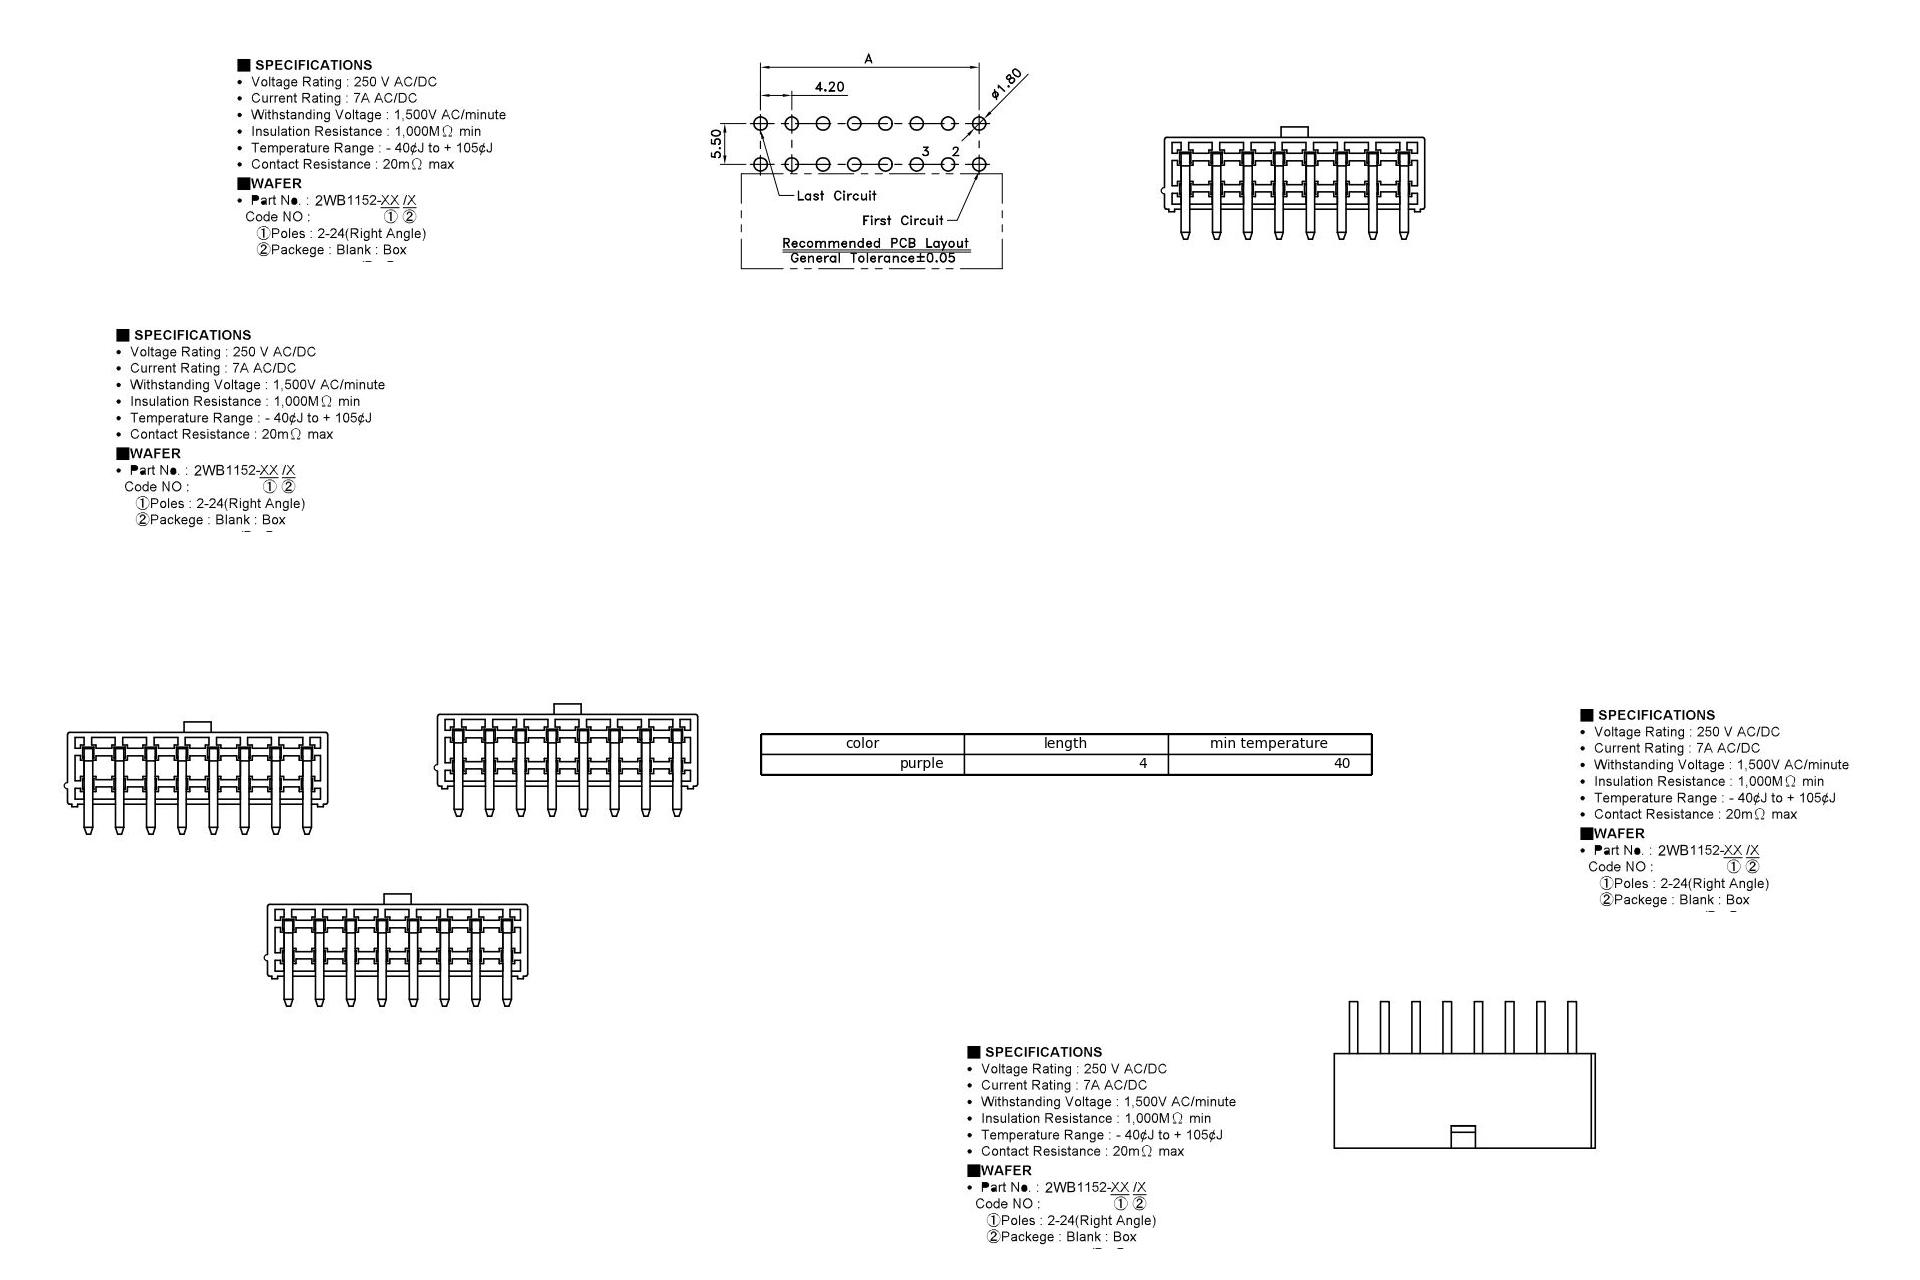 ■ SPECIFICATIONS
• Voltage Rating : 250 V AC/DC
• Current Rating : 7A AC/DC
• Withstanding Voltage : 1,500V AC/minute
• Insulation Resistance : 1,000MΩ min
• Temperature Range : - 40¢J to + 105¢J
• Contact Resistance : 20mΩ max
■WAFER
• Part No. : 2WB1152-XX /X
Code NO : ① ②
①Poles : 2-24(Right Angle)
②Packege : Blank : Box
A
4.20
ø1.80
5.50
3 2
Last Circuit
First Circuit
Recommended PCB Layout
General Tolerance±0.05
■ SPECIFICATIONS
• Voltage Rating : 250 V AC/DC
• Current Rating : 7A AC/DC
• Withstanding Voltage : 1,500V AC/minute
• Insulation Resistance : 1,000MΩ min
• Temperature Range : - 40¢J to + 105¢J
• Contact Resistance : 20mΩ max
■WAFER
• Part No. : 2WB1152-XX /X
Code NO : ① ②
①Poles : 2-24(Right Angle)
②Packege : Blank : Box
color length min temperature
purple 4 40
■ SPECIFICATIONS
• Voltage Rating : 250 V AC/DC
• Current Rating : 7A AC/DC
• Withstanding Voltage : 1,500V AC/minute
• Insulation Resistance : 1,000MΩ min
• Temperature Range : - 40¢J to + 105¢J
• Contact Resistance : 20mΩ max
■WAFER
• Part No. : 2WB1152-XX /X
Code NO : ① ②
①Poles : 2-24(Right Angle)
②Packege : Blank : Box
■ SPECIFICATIONS
• Voltage Rating : 250 V AC/DC
• Current Rating : 7A AC/DC
• Withstanding Voltage : 1,500V AC/minute
• Insulation Resistance : 1,000MΩ min
• Temperature Range : - 40¢J to + 105¢J
• Contact Resistance : 20mΩ max
■WAFER
• Part No. : 2WB1152-XX /X
Code NO : ① ②
①Poles : 2-24(Right Angle)
②Packege : Blank : Box